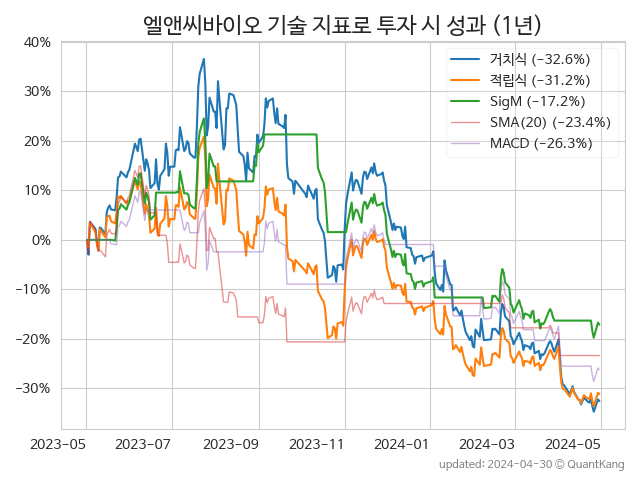 엘앤씨바이오 기술 지표로 투자 시 성과 (1년)
40%
30%
20%
10%
0%
−10%
−20%
−30%
거치식 (−32.6%)
적립식 (−31.2%)
SigM (−17.2%)
SMA(20) (−23.4%)
MACD (−26.3%)
2023-05 2023-07 2023-09 2023-11 2024-01 2024-03 2024-05
updated: 2024-04-30 © QuantKang